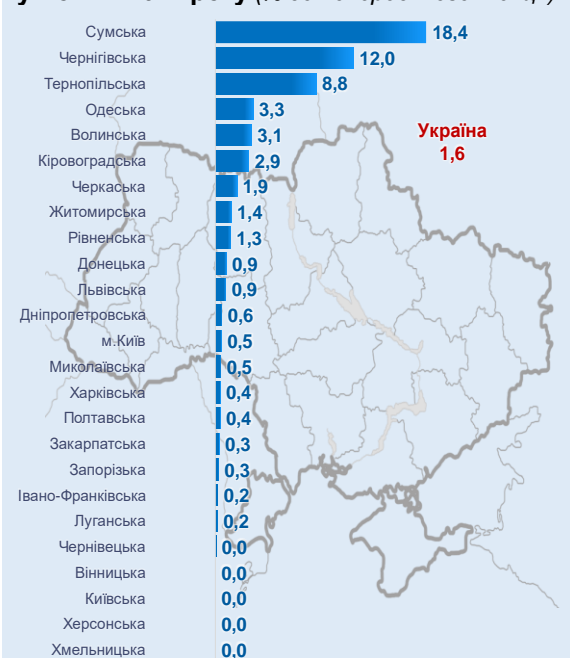 Сумська 18,4
Чернігівська 12,0
Тернопільська 8,8
Одеська 3,3
Волинська 3,1
Україна
1,6
Кіровоградська 2,9
Черкаська 1,9
Житомирська 1,4
Рівненська 1,3
Донецька 0,9
Львівська 0,9
Дніпропетровська 0,6
м.Київ 0,5
Миколаївська 0,5
Харківська 0,4
Полтавська 0,4
Закарпатська 0,3
Запорізька 0,3
Івано-Франківська 0,2
Луганська 0,2
Чернівецька 0,0
Вінницька 0,0
Київська 0,0
Херсонська 0,0
Хмельницька 0,0